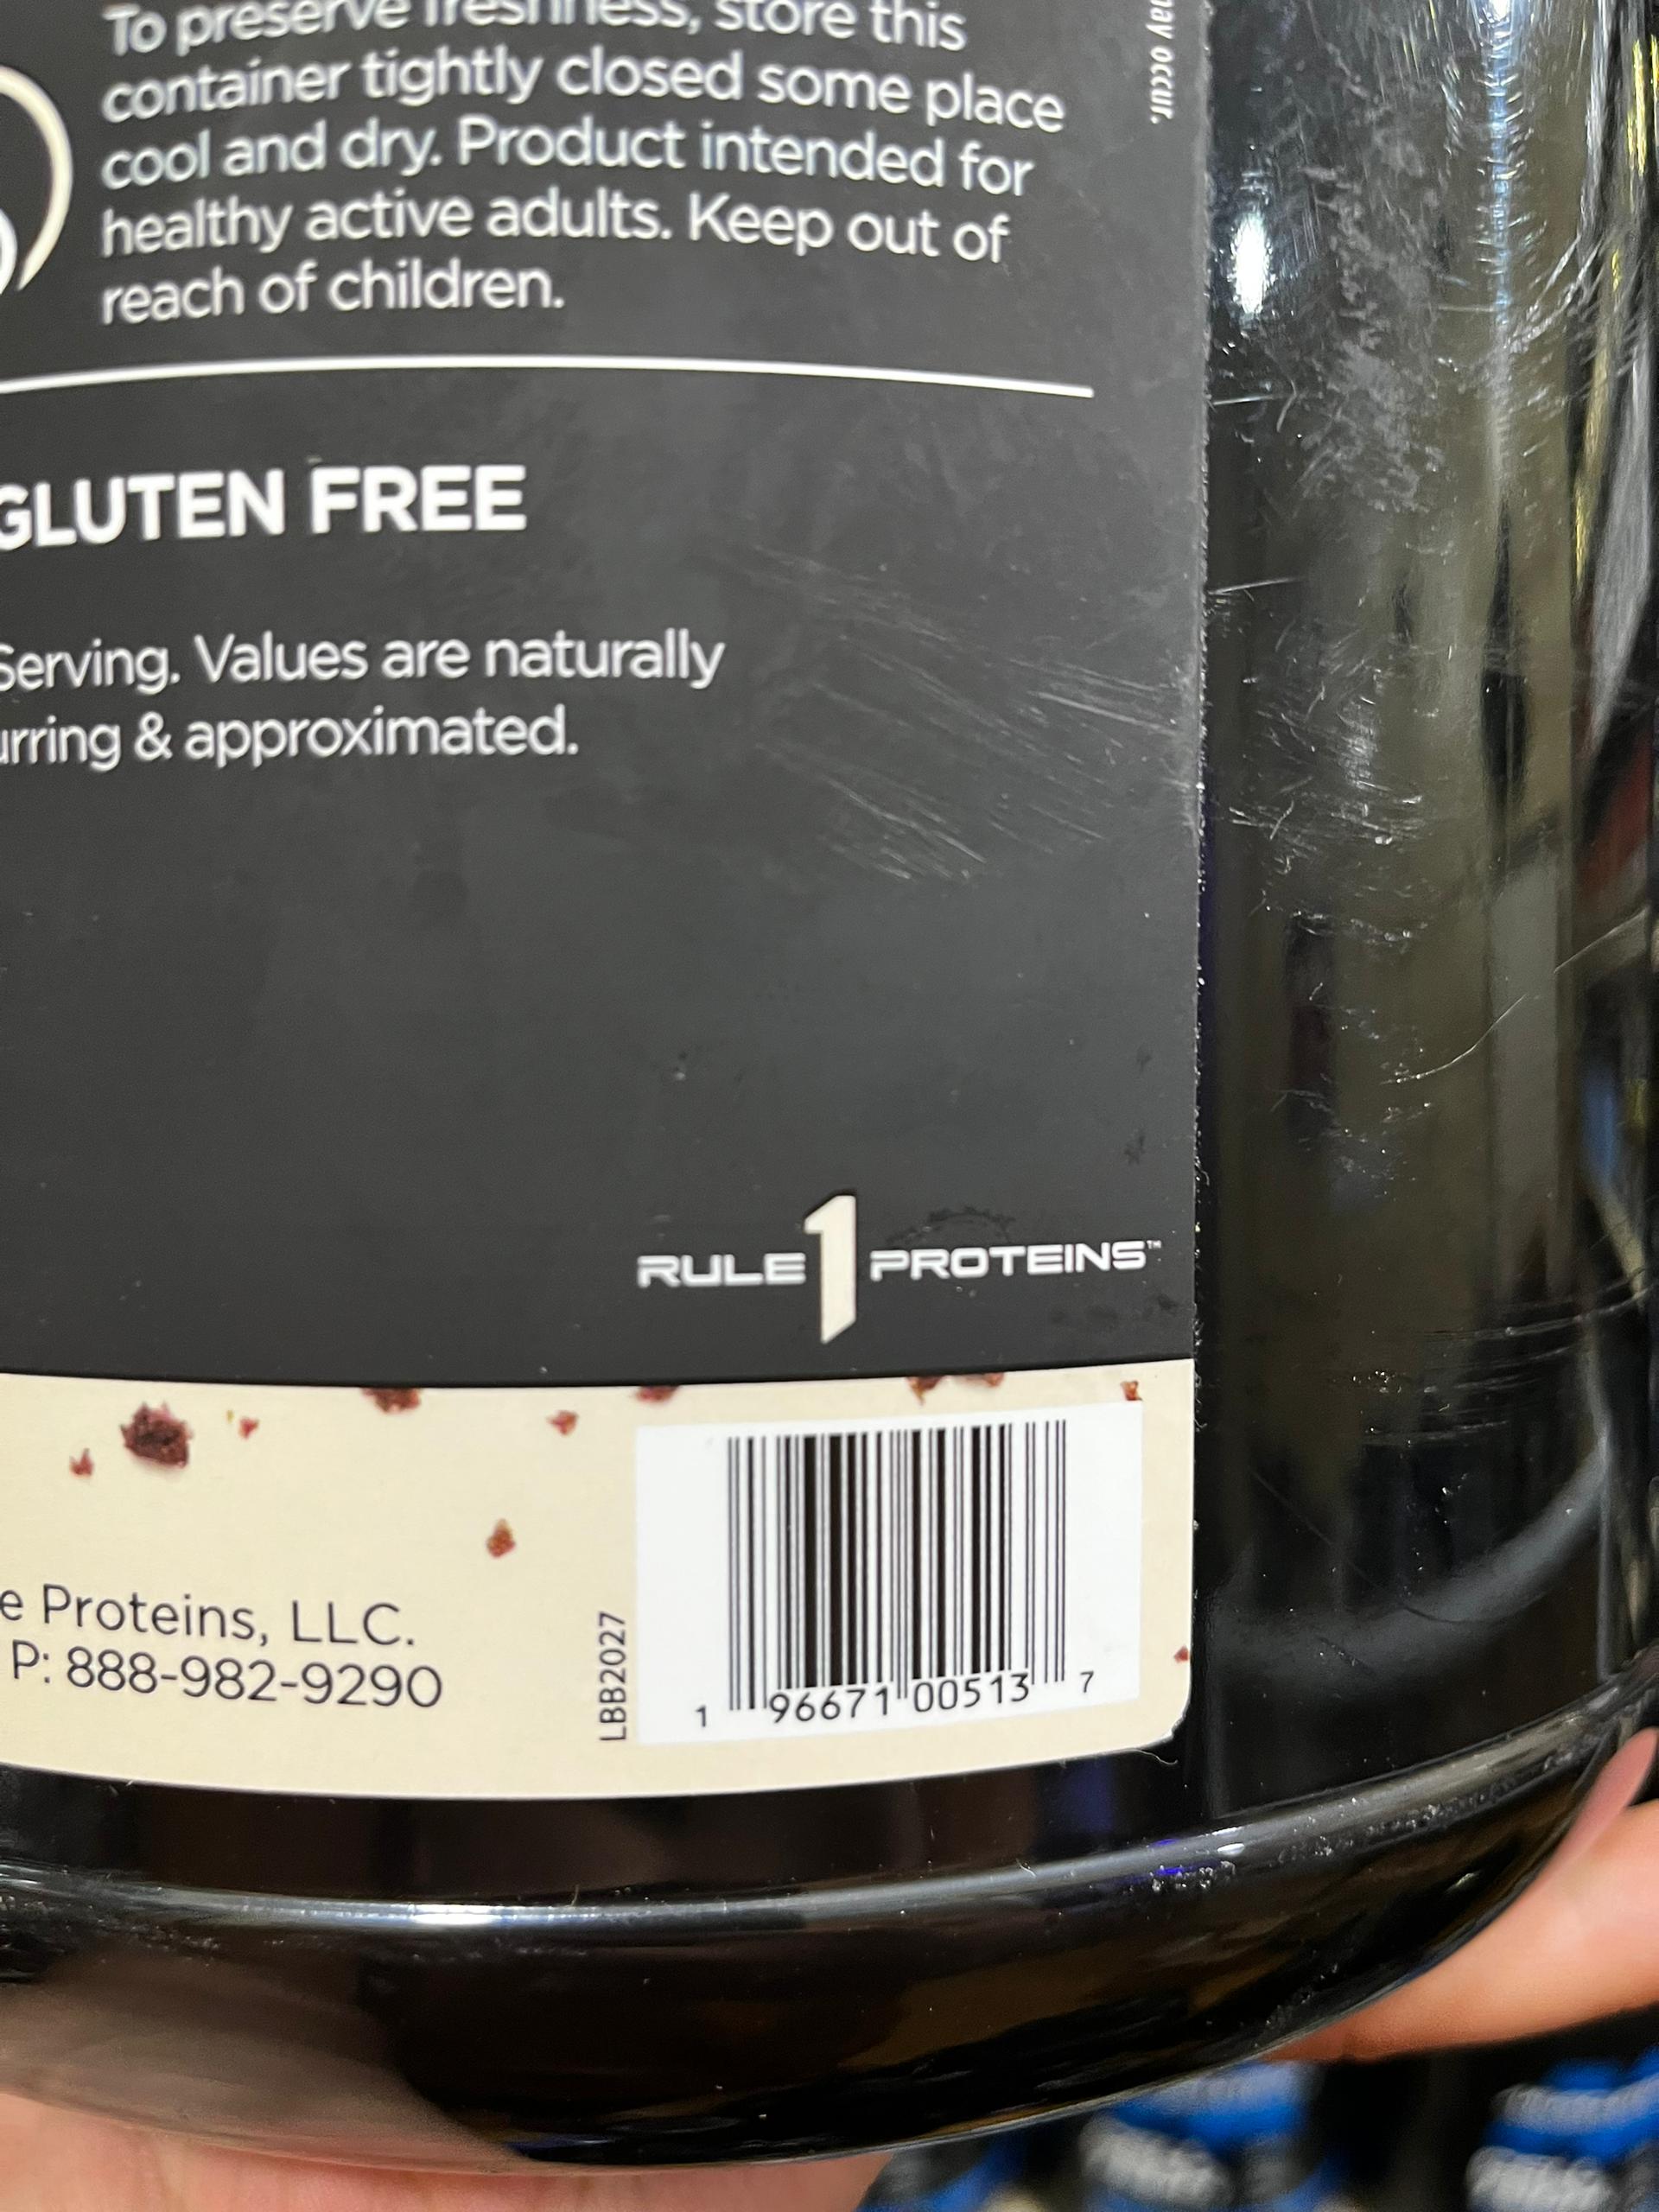 To preserve freshness, store this
container tightly closed some place
cool and dry. Product intended for
healthy active adults. Keep out of
reach of children.
may occur.
GLUTEN FREE
Serving. Values are naturally
urring & approximated.
RULE 1 PROTEINS™
e Proteins, LLC.
P: 888-982-9290
LBB2027
1 96671 00513 7